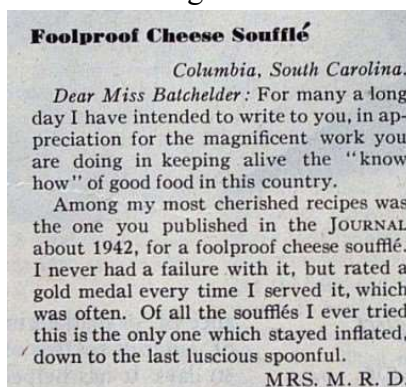 Foolproof Cheese Soufflé
Columbia, South Carolina.
Dear Miss Batchelder: For many a long
day I have intended to write to you, in ap-
preciation for the magnificent work you
are doing in keeping alive the "know
how" of good food in this country.
Among my most cherished recipes was
the one you published in the JOURNAL
about 1942, for a foolproof cheese soufflé.
I never had a failure with it, but rated a
gold medal every time I served it, which
was often. Of all the soufflés I ever tried
this is the only one which stayed inflated,
down to the last luscious spoonful.
MRS. M. R. D